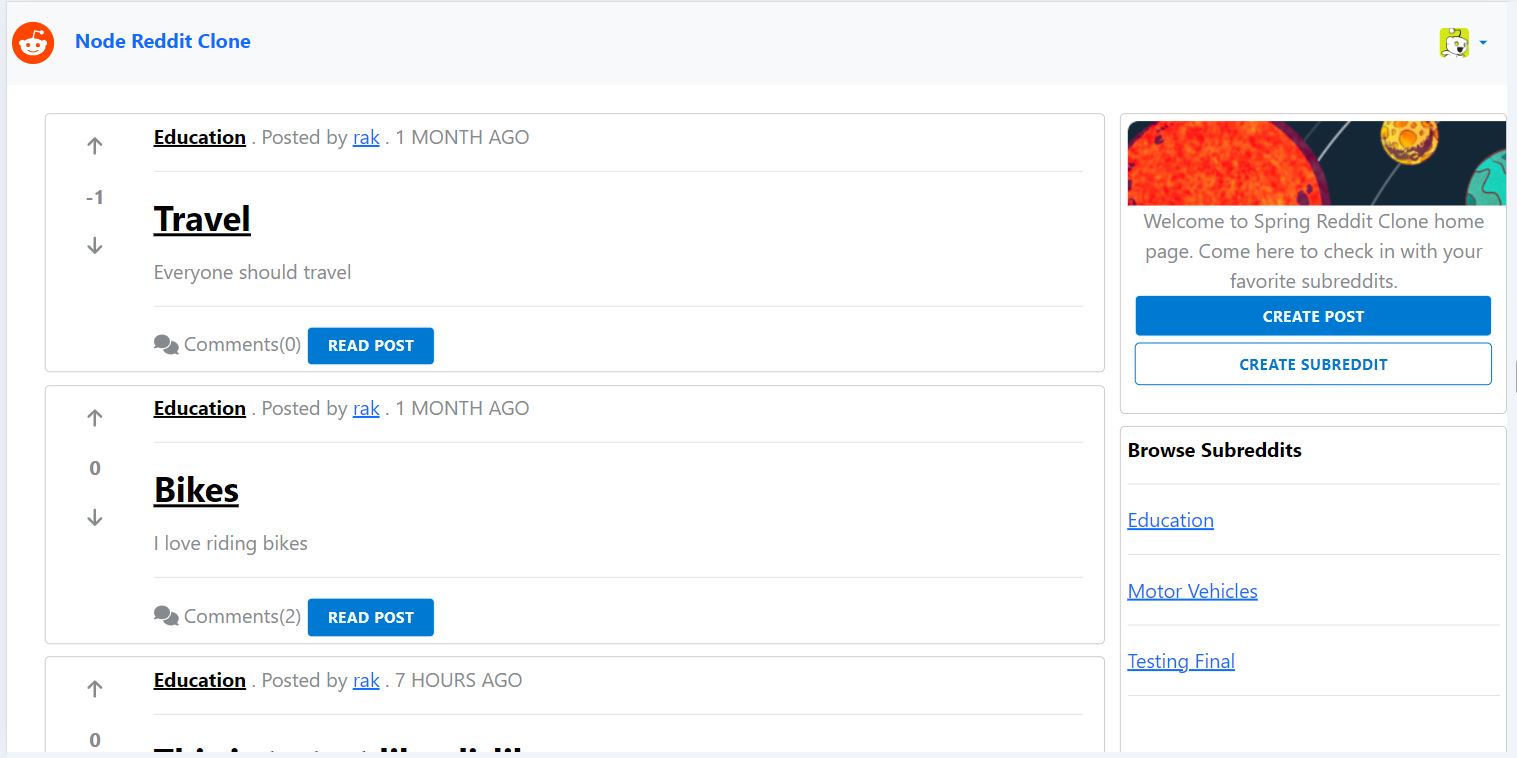 Node Reddit Clone
Education . Posted by rak . 1 MONTH AGO
-1
Travel
Everyone should travel
Comments(0) READ POST
Education . Posted by rak . 1 MONTH AGO
0
Bikes
I love riding bikes
Comments(2) READ POST
Education . Posted by rak . 7 HOURS AGO
0
Welcome to Spring Reddit Clone home
page. Come here to check in with your
favorite subreddits.
CREATE POST
CREATE SUBREDDIT
Browse Subreddits
Education
Motor Vehicles
Testing Final